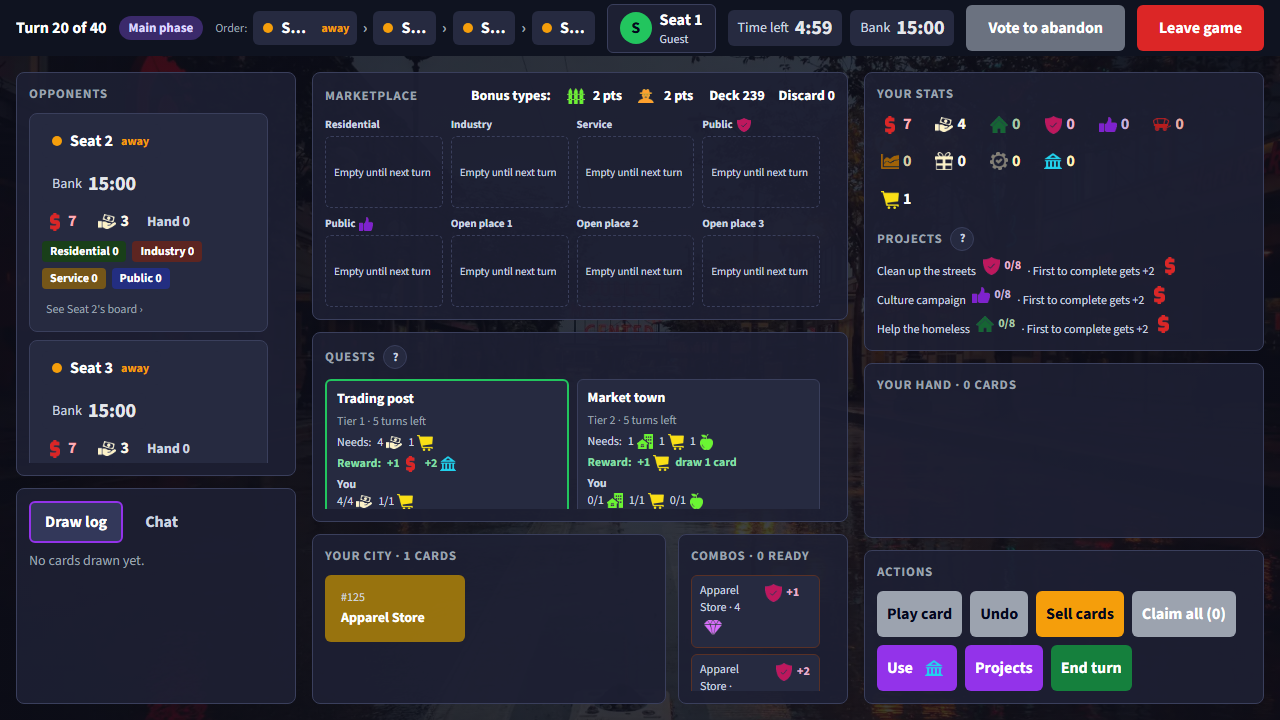 Turn 20 of 40 Main phase Order: S... away › S... › S... › S... S Seat 1 Guest Time left 4:59 Bank 15:00 Vote to abandon Leave game
OPPONENTS
Seat 2 away
Bank 15:00
7 3 Hand 0
Residential 0 Industry 0
Service 0 Public 0
See Seat 2's board ›
Seat 3 away
Bank 15:00
7 3 Hand 0
Draw log Chat
No cards drawn yet.
MARKETPLACE Bonus types: 2 pts 2 pts Deck 239 Discard 0
Residential Industry Service Public
Empty until next turn Empty until next turn Empty until next turn Empty until next turn
Public Open place 1 Open place 2 Open place 3
Empty until next turn Empty until next turn Empty until next turn Empty until next turn
QUESTS ?
Trading post
Tier 1 · 5 turns left
Needs: 4 1
Reward: +1 +2
You
4/4 1/1
Market town
Tier 2 · 5 turns left
Needs: 1 1 1
Reward: +1 draw 1 card
You
0/1 1/1 0/1
YOUR CITY · 1 CARDS
#125
Apparel Store
COMBOS · 0 READY
Apparel +1
Store · 4
Apparel +2
Store ·
YOUR STATS
7 4 0 0 0 0
0 0 0 0
1
PROJECTS ?
Clean up the streets 0/8 · First to complete gets +2
Culture campaign 0/8 · First to complete gets +2
Help the homeless 0/8 · First to complete gets +2
YOUR HAND · 0 CARDS
ACTIONS
Play card Undo Sell cards Claim all (0)
Use Projects End turn